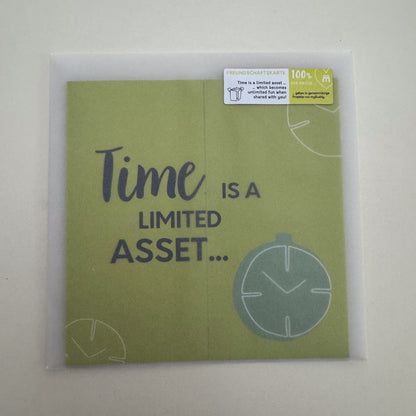 FREUNDSCHAFTSKARTE
Time is a limited asset ...
... which becomes
unlimited fun when
shared with you!
100%
Time IS A
LIMITED
ASSET...